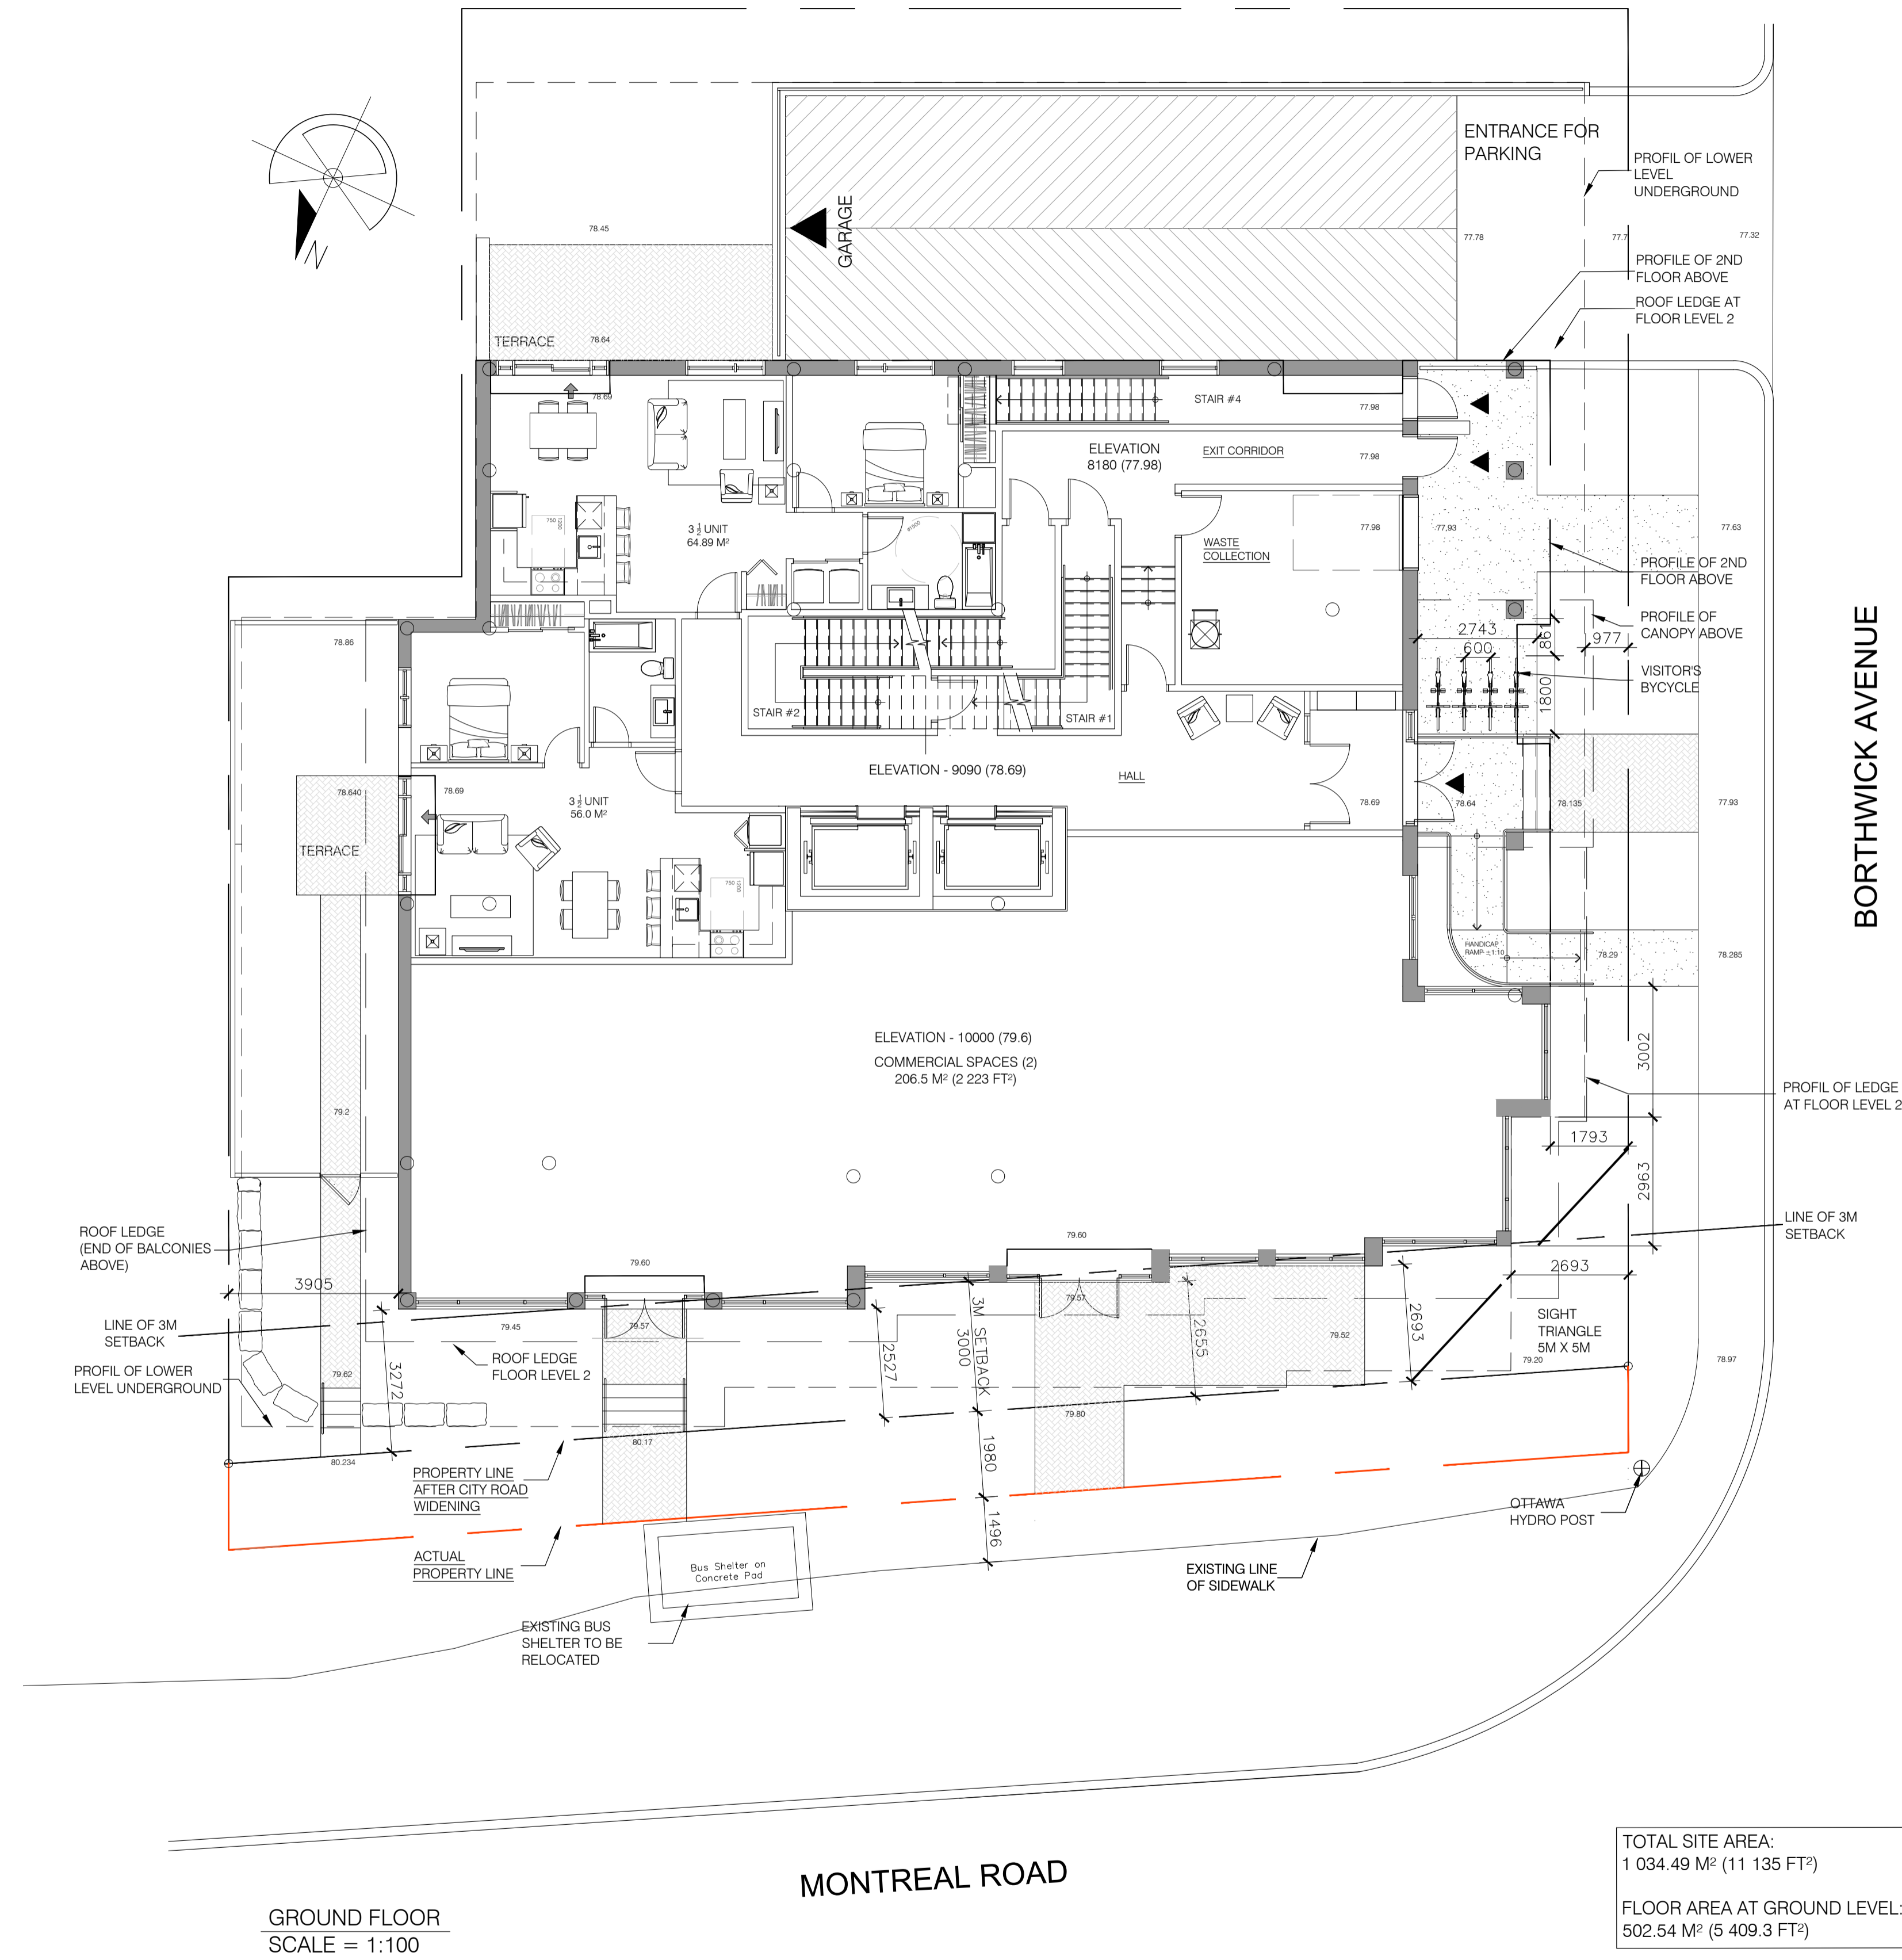 ENTRANCE FOR
PARKING
PROFIL OF LOWER
LEVEL
UNDERGROUND
N
GARAGE
78.45
77.78
77.7
77.32
PROFILE OF 2ND
FLOOR ABOVE
ROOF LEDGE AT
FLOOR LEVEL 2
TERRACE
78.64
78.69
STAIR #4
77.98
ELEVATION
8180 (77.98)
EXIT CORRIDOR
77.98
3 ½ UNIT
64.89 M²
750
1200
ø1500
WASTE
COLLECTION
77.98
77.93
77.63
PROFILE OF 2ND
FLOOR ABOVE
PROFILE OF
CANOPY ABOVE
2743
600
861
977
1800
VISITOR'S
BYCYCLE
BORTHWICK AVENUE
78.86
STAIR #2
STAIR #1
ELEVATION - 9090 (78.69)
HALL
78.640
78.69
3 ½ UNIT
56.0 M²
78.69
78.64
78.135
77.93
TERRACE
750
1200
HANDICAP
RAMP ±1:10
78.29
78.285
ELEVATION - 10000 (79.6)
COMMERCIAL SPACES (2)
206.5 M² (2 223 FT²)
3002
PROFIL OF LEDGE
AT FLOOR LEVEL 2
79.2
1793
2963
ROOF LEDGE
(END OF BALCONIES
ABOVE)
LINE OF 3M
SETBACK
79.60
79.60
3905
2693
LINE OF 3M
SETBACK
79.45
79.57
79.57
79.52
3M SETBACK
3000
2655
2693
SIGHT
TRIANGLE
5M X 5M
79.20
78.97
PROFIL OF LOWER
LEVEL UNDERGROUND
79.62
3272
ROOF LEDGE
FLOOR LEVEL 2
2527
79.80
80.234
80.17
1980
PROPERTY LINE
AFTER CITY ROAD
WIDENING
1496
OTTAWA
HYDRO POST
ACTUAL
PROPERTY LINE
Bus Shelter on
Concrete Pad
EXISTING LINE
OF SIDEWALK
EXISTING BUS
SHELTER TO BE
RELOCATED
MONTREAL ROAD
TOTAL SITE AREA:
1 034.49 M² (11 135 FT²)
FLOOR AREA AT GROUND LEVEL:
502.54 M² (5 409.3 FT²)
GROUND FLOOR
SCALE = 1:100